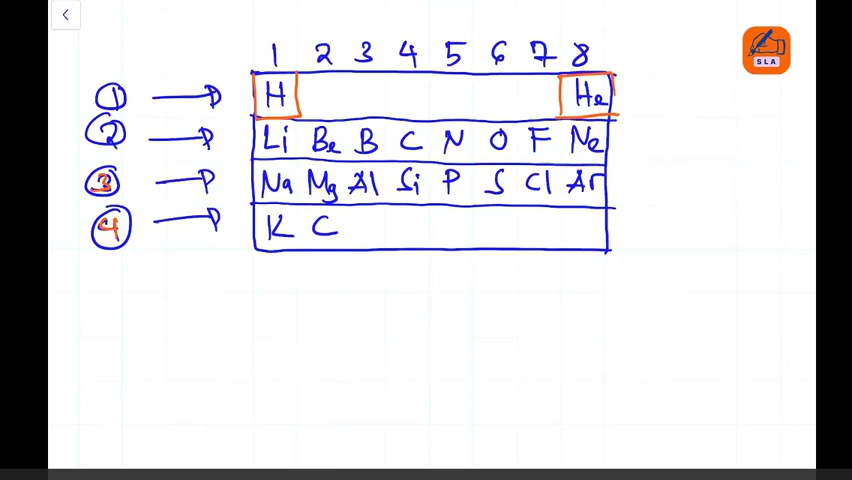 SLA
1 2 3 4 5 6 7 8
1 H He
2 Li Be B C N O F Ne
3 Na Mg Al Si P S Cl Ar
4 K C